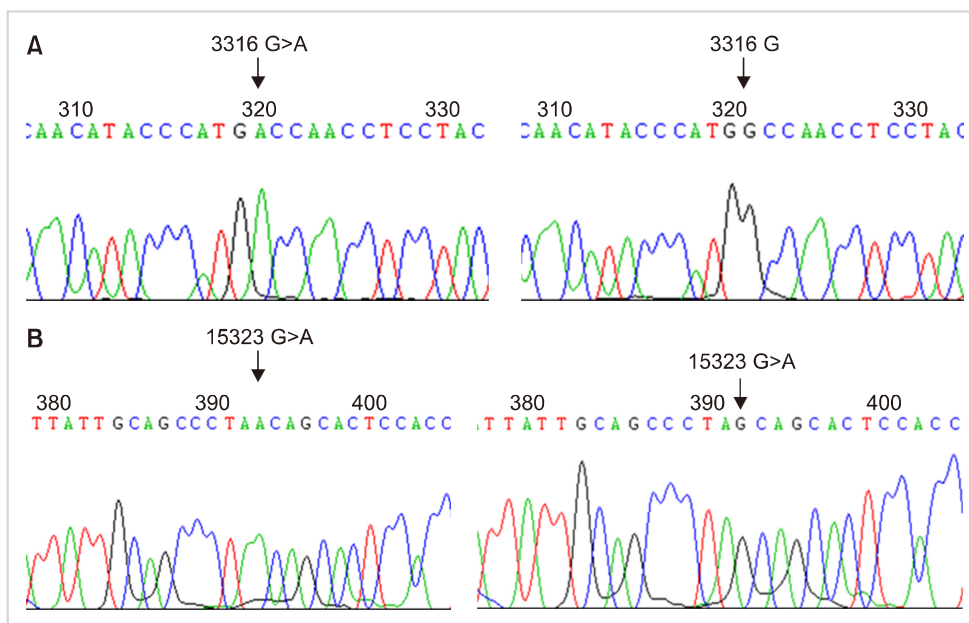 A
3316 G>A
3316 G
310 320 330
310 320 330
CAACATACCCATGACCAACCTCCTAC
CAACATACCCATGGCCAACCTCCTAC
B
15323 G>A
15323 G>A
380 390 400
380 390 400
TTATTGCAGCCCTAACAGCACTCCACC
TTATTGCAGCCCTAGCAGCACTCCACC